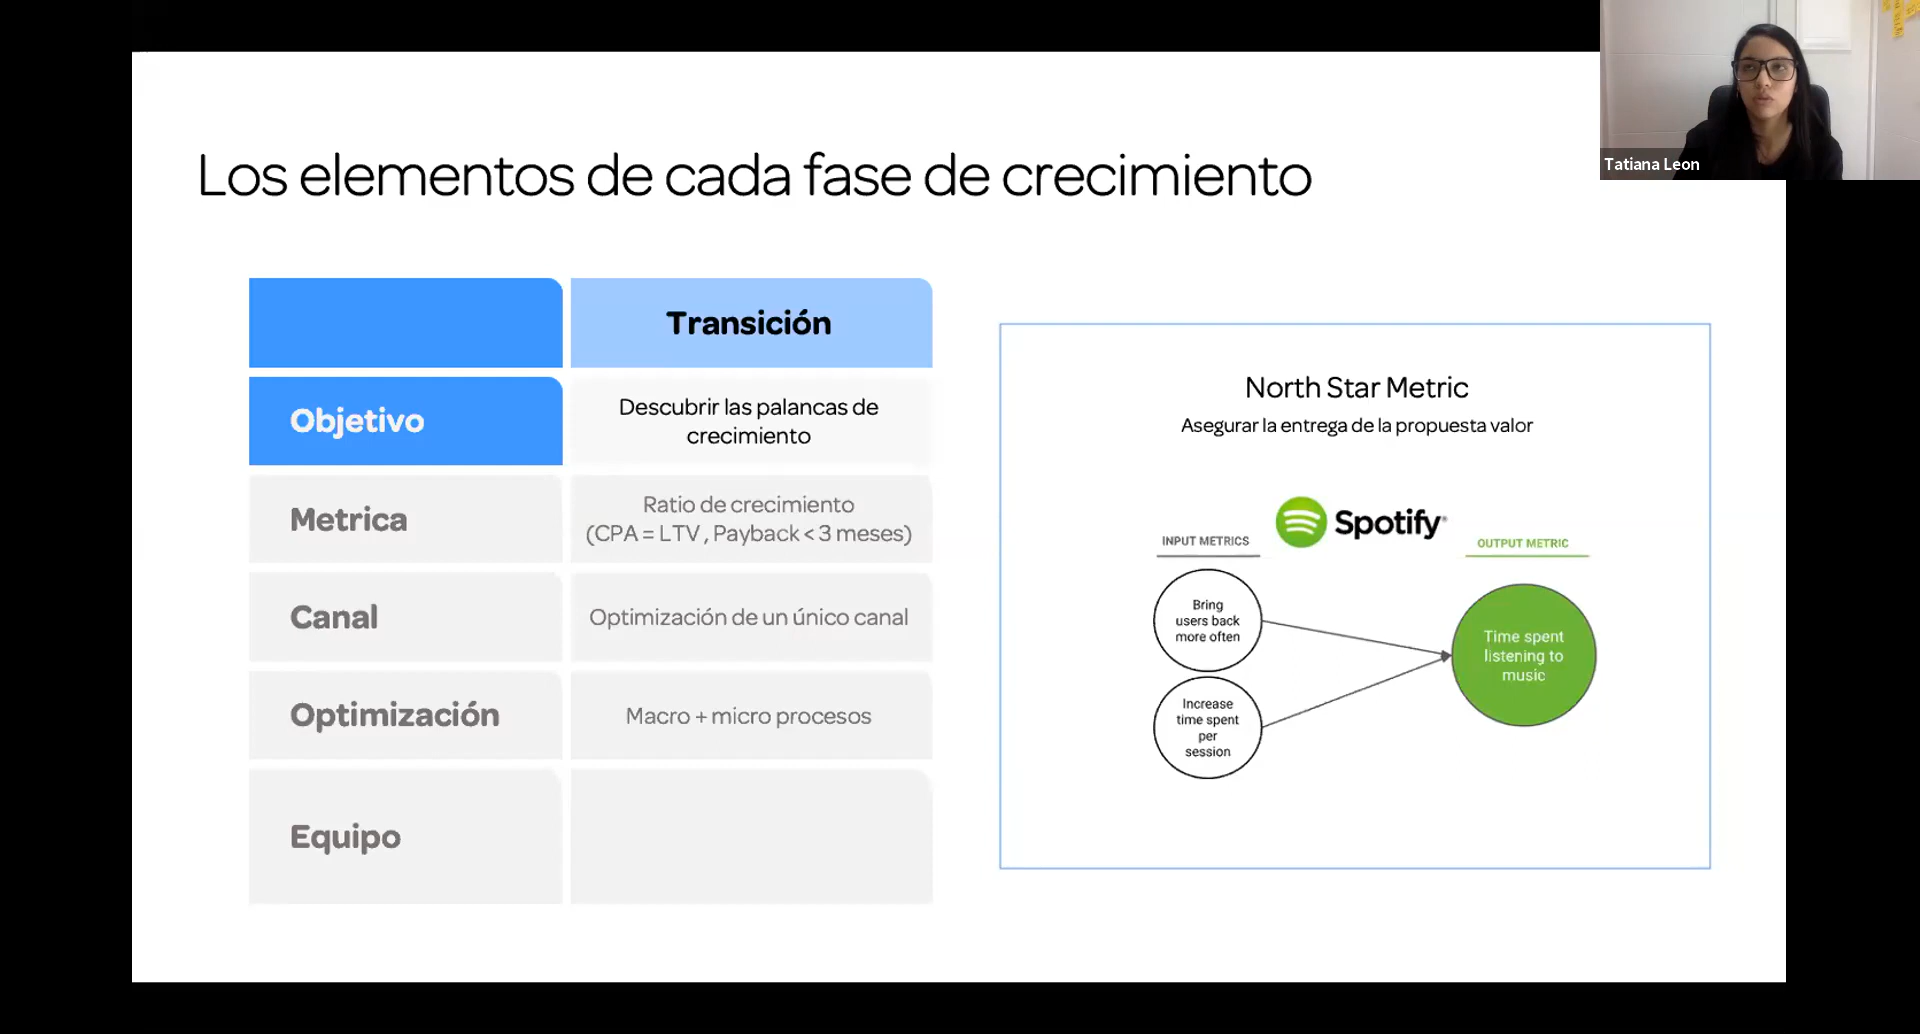 Tatiana Leon
Los elementos de cada fase de crecimiento
Transición
Objetivo
Descubrir las palancas de
crecimiento
Metrica
Ratio de crecimiento
(CPA = LTV , Payback < 3 meses)
Canal
Optimización de un único canal
Optimización
Macro + micro procesos
Equipo
North Star Metric
Asegurar la entrega de la propuesta valor
Spotify®
INPUT METRICS
OUTPUT METRIC
Bring
users back
more often
Increase
time spent
per
session
Time spent
listening to
music